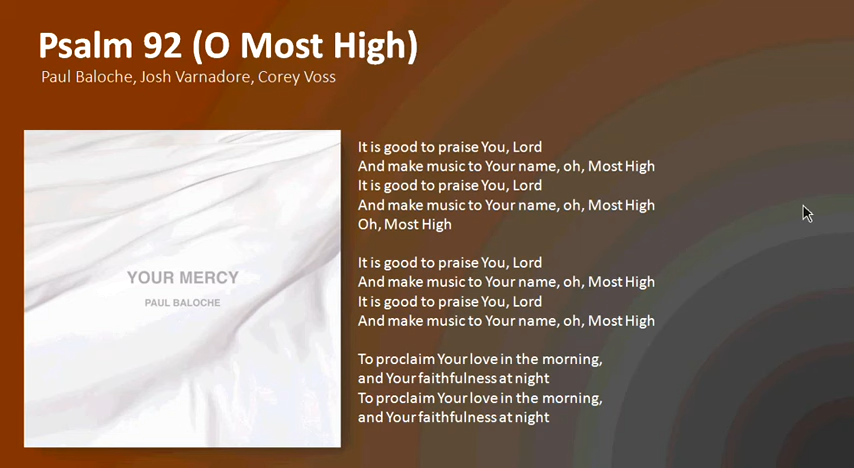 Psalm 92 (O Most High)
Paul Baloche, Josh Varnadore, Corey Voss
YOUR MERCY
PAUL BALOCHE
It is good to praise You, Lord
And make music to Your name, oh, Most High
It is good to praise You, Lord
And make music to Your name, oh, Most High
Oh, Most High
It is good to praise You, Lord
And make music to Your name, oh, Most High
It is good to praise You, Lord
And make music to Your name, oh, Most High
To proclaim Your love in the morning,
and Your faithfulness at night
To proclaim Your love in the morning,
and Your faithfulness at night